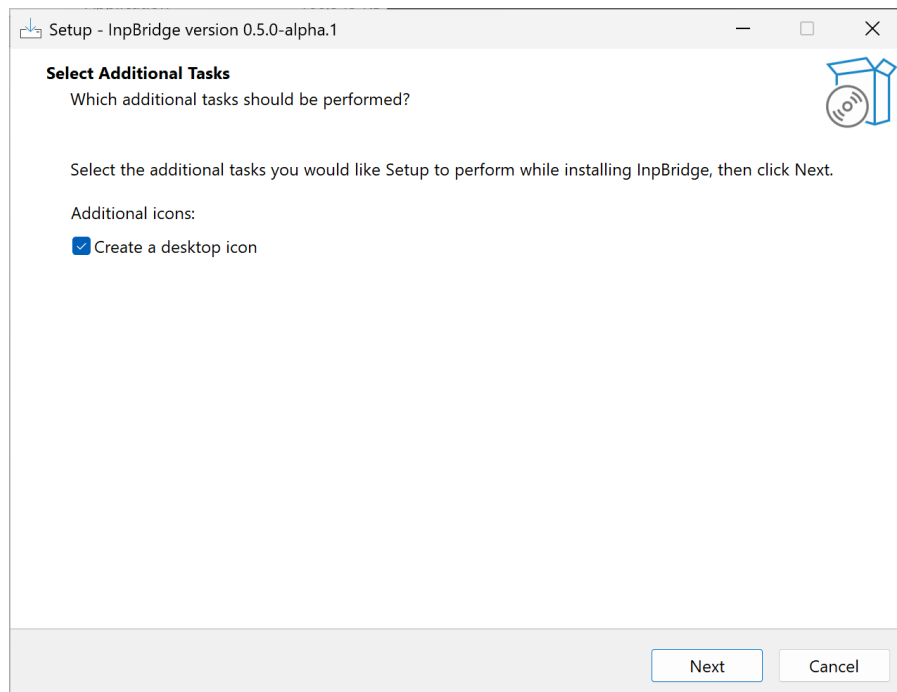 Setup - InpBridge version 0.5.0-alpha.1
Select Additional Tasks
Which additional tasks should be performed?
Select the additional tasks you would like Setup to perform while installing InpBridge, then click Next.
Additional icons:
Create a desktop icon
Next
Cancel